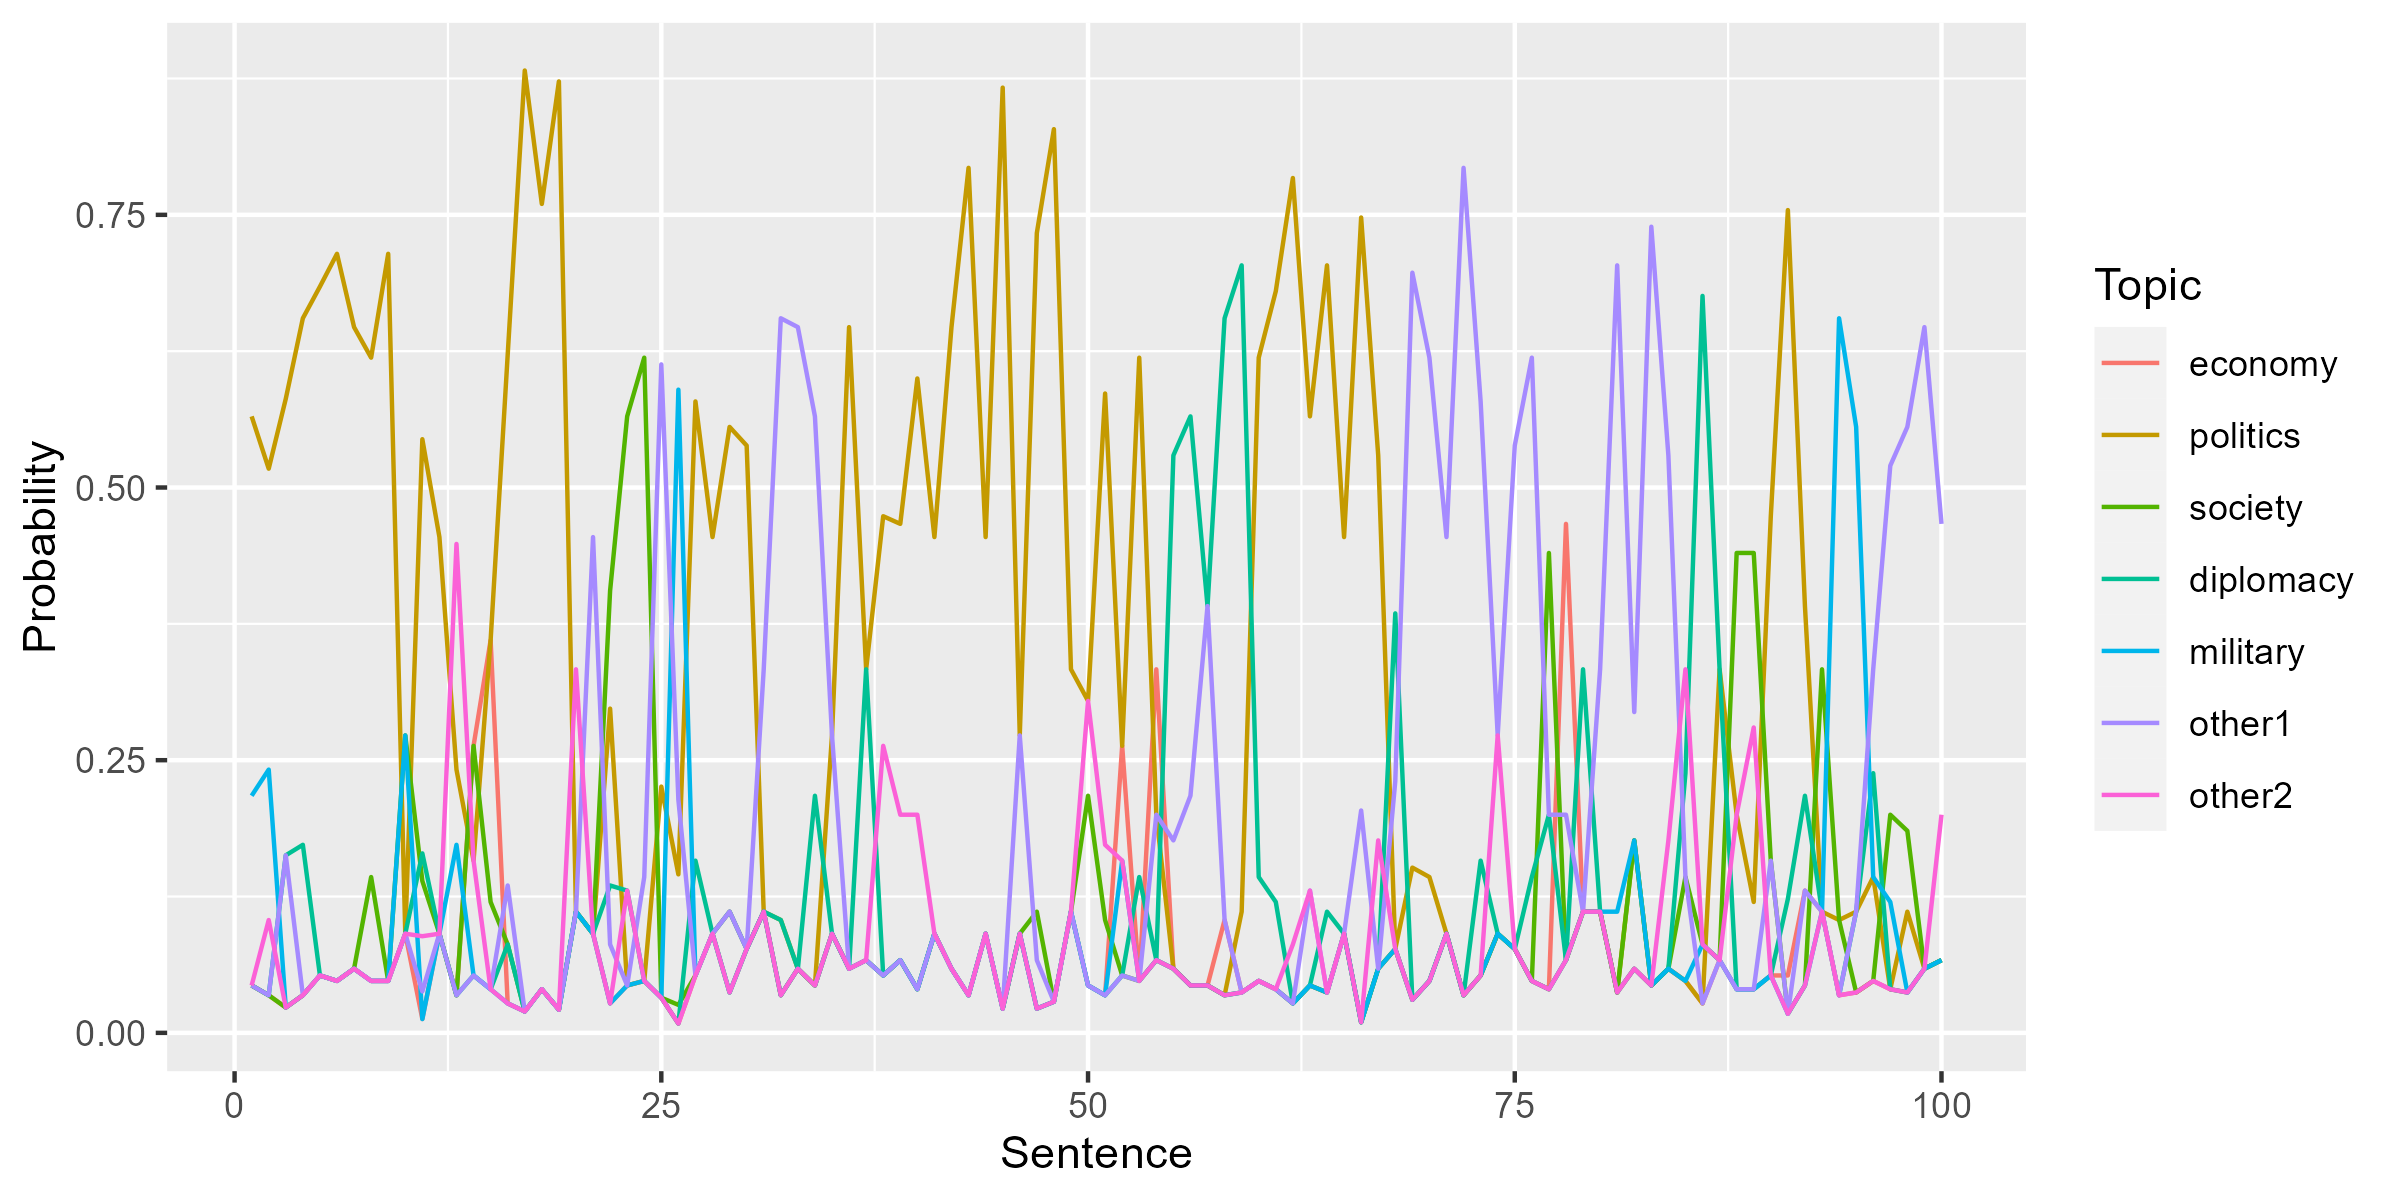 Probability
0.75
0.50
0.25
0.00
0
25
50
75
100
Sentence
Topic
economy
politics
society
diplomacy
military
other1
other2